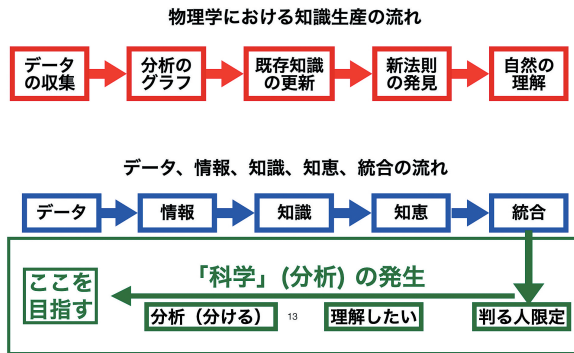 物理学における知識生産の流れ
データ
の収集
分析の
グラフ
既存知識
の更新
新法則
の発見
自然の
理解
データ、情報、知識、知恵、統合の流れ
データ
情報
知識
知恵
統合
「科学」(分析) の発生
ここを
目指す
分析（分ける）
13
理解したい
判る人限定